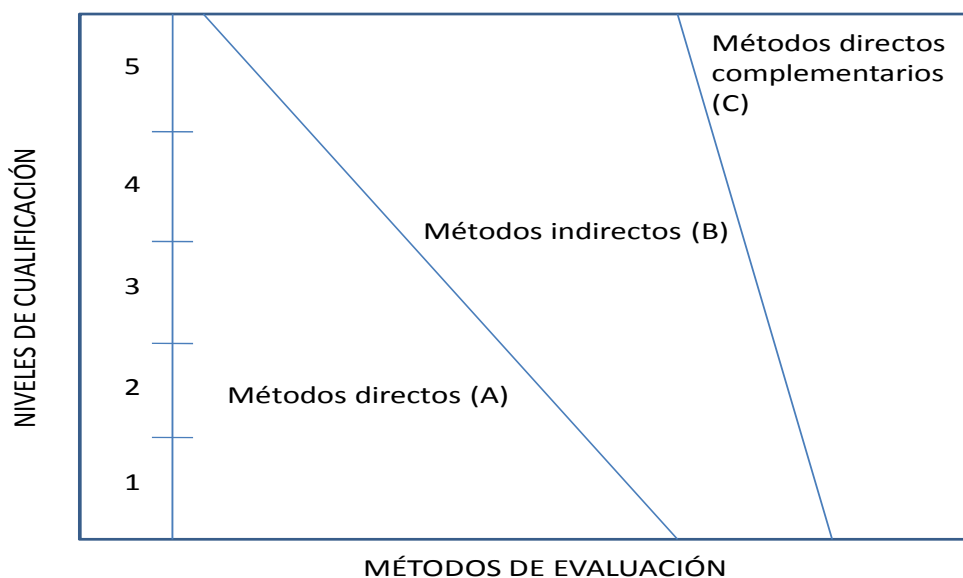 Métodos directos
complementarios
(C)
5
4
Métodos indirectos (B)
3
2
Métodos directos (A)
1
NIVELES DE CUALIFICACIÓN
MÉTODOS DE EVALUACIÓN